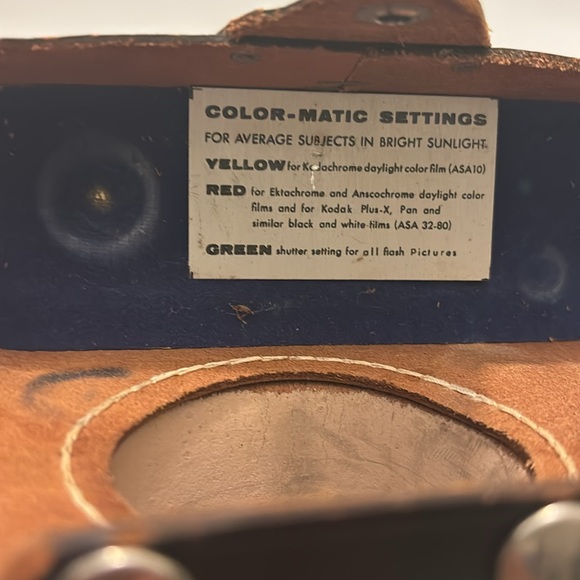 COLOR-MATIC SETTINGS
FOR AVERAGE SUBJECTS IN BRIGHT SUNLIGHT.
YELLOW for Kodachrome daylight color film (ASA 10)
RED for Ektachrome and Anscochrome daylight color
films and for Kodak Plus-X, Pan and
similar black and white films (ASA 32-80)
GREEN shutter setting for all flash Pictures